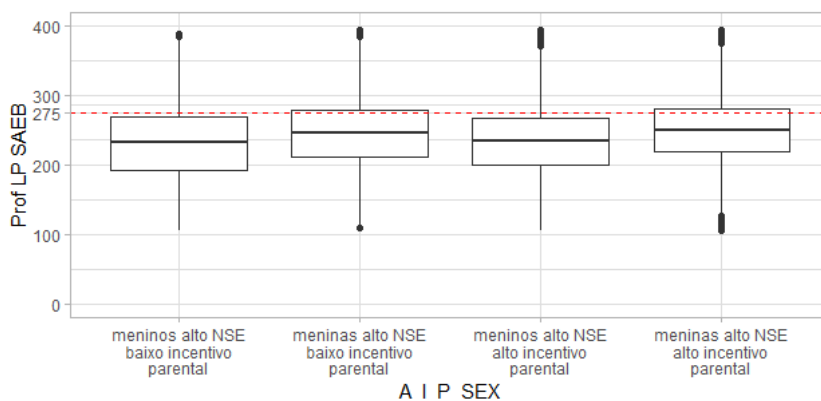 Prof LP SAEB
400
300
275
200
100
0
meninos alto NSE
baixo incentivo
parental
meninas alto NSE
baixo incentivo
parental
meninos alto NSE
alto incentivo
parental
meninas alto NSE
alto incentivo
parental
A_I_P_SEX